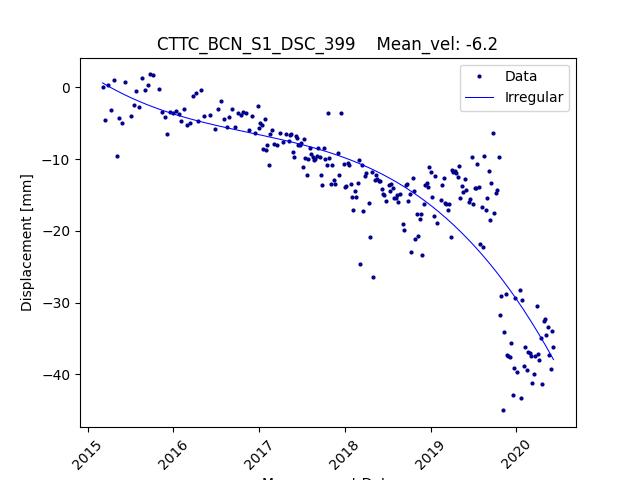 CTTC_BCN_S1_DSC_399    Mean_vel: -6.2
Data
Irregular
Displacement [mm]
0
−10
−20
−30
−40
2015
2016
2017
2018
2019
2020